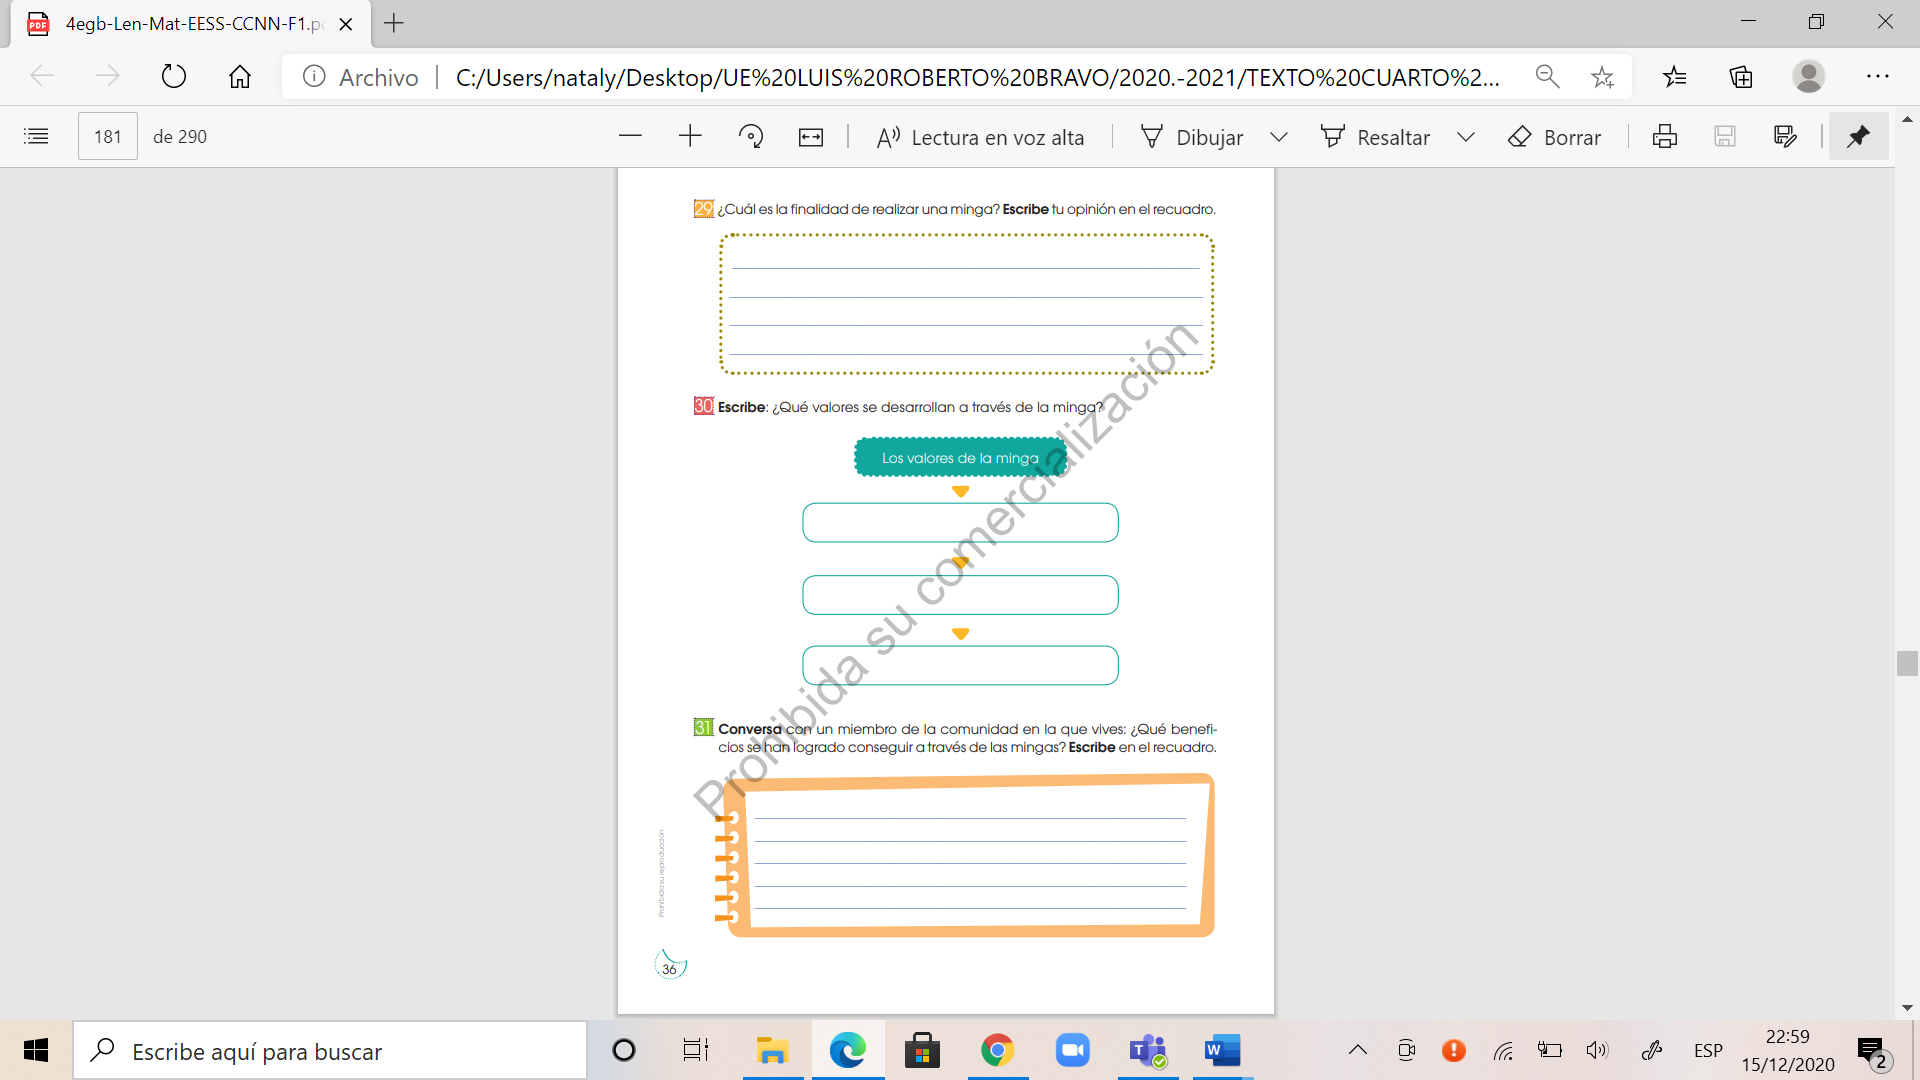 4egb-Len-Mat-EESS-CCNN-F1.p
Archivo
C:/Users/nataly/Desktop/UE%20LUIS%20ROBERTO%20BRAVO/2020.-2021/TEXTO%20CUARTO%2...
181 de 290
Lectura en voz alta
Dibujar
Resaltar
Borrar
29 ¿Cuál es la finalidad de realizar una minga? Escribe tu opinión en el recuadro.
30 Escribe: ¿Qué valores se desarrollan a través de la minga?
Los valores de la minga
31 Conversa con un miembro de la comunidad en la que vives: ¿Qué benefi-
cios se han logrado conseguir a través de las mingas? Escribe en el recuadro.
Prohibida su comercialización
Prohibida su reproducción
36
Escribe aquí para buscar
ESP
22:59
15/12/2020
2